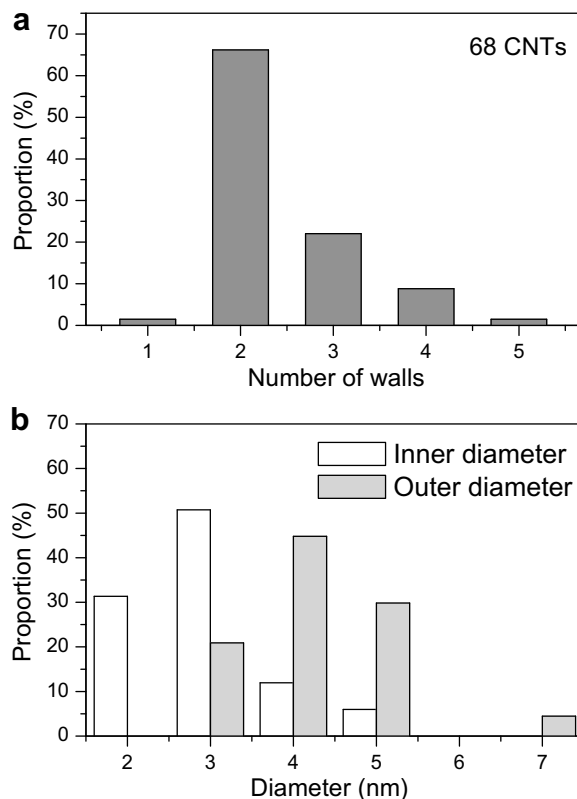 a
68 CNTs
Proportion (%)
70
60
50
40
30
20
10
0
1 2 3 4 5
Number of walls
b
Inner diameter
Outer diameter
Proportion (%)
70
60
50
40
30
20
10
0
2 3 4 5 6 7
Diameter (nm)